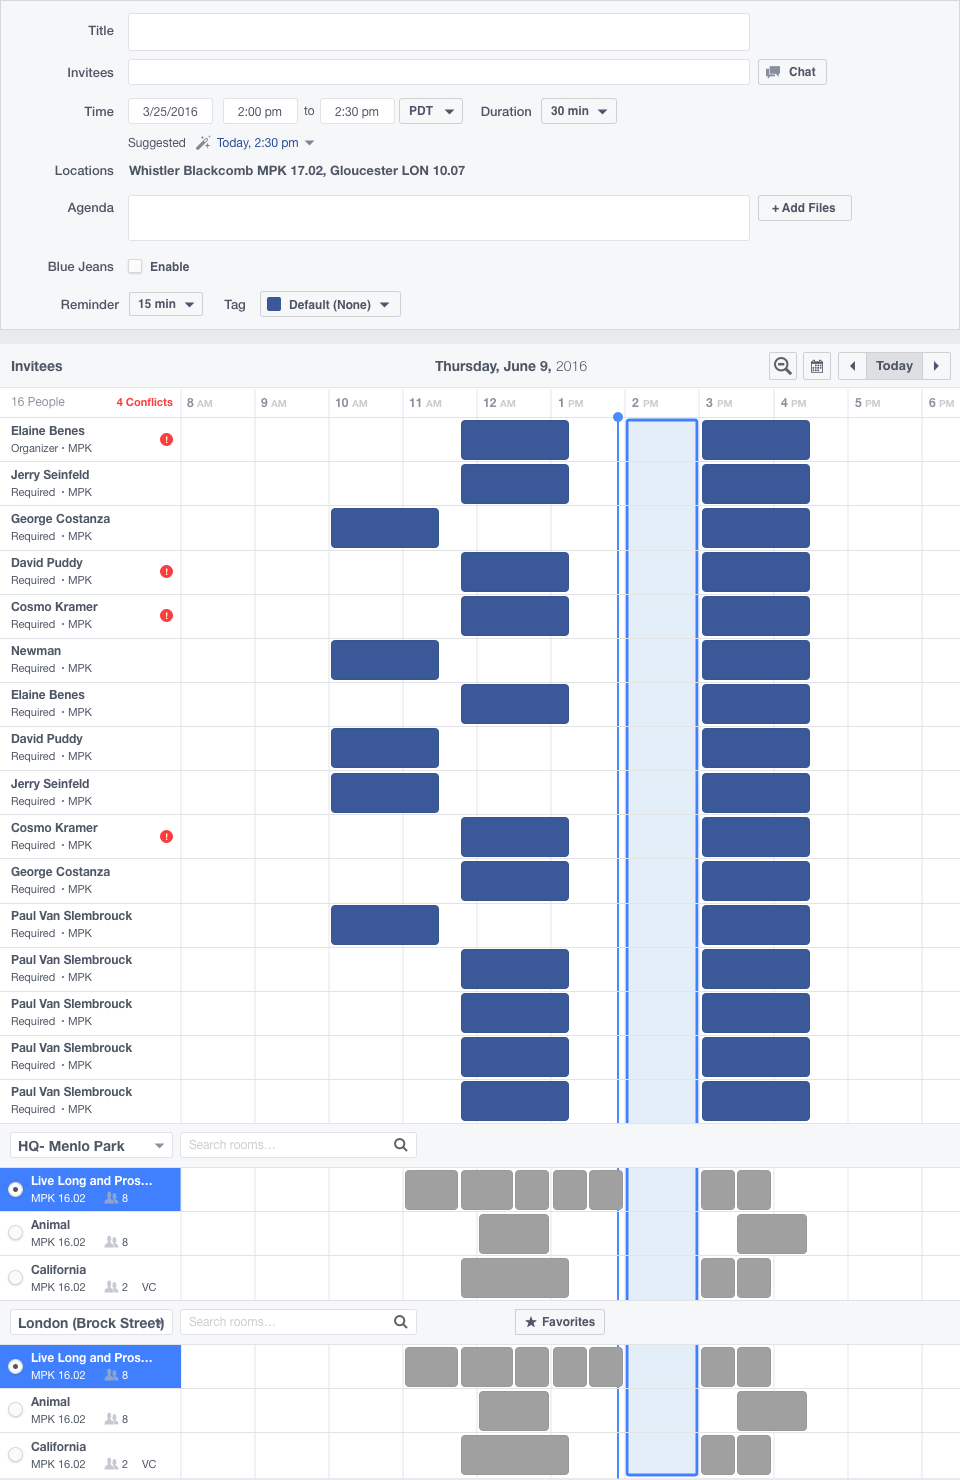 Title
Invitees
Chat
Time 3/25/2016 2:00 pm to 2:30 pm PDT Duration 30 min
Suggested Today, 2:30 pm
Locations Whistler Blackcomb MPK 17.02, Gloucester LON 10.07
Agenda + Add Files
Blue Jeans Enable
Reminder 15 min Tag Default (None)
Invitees Thursday, June 9, 2016 Today
16 People 4 Conflicts 8 AM 9 AM 10 AM 11 AM 12 AM 1 PM 2 PM 3 PM 4 PM 5 PM 6 PM
Elaine Benes
Organizer · MPK
Jerry Seinfeld
Required · MPK
George Costanza
Required · MPK
David Puddy
Required · MPK
Cosmo Kramer
Required · MPK
Newman
Required · MPK
Elaine Benes
Required · MPK
David Puddy
Required · MPK
Jerry Seinfeld
Required · MPK
Cosmo Kramer
Required · MPK
George Costanza
Required · MPK
Paul Van Slembrouck
Required · MPK
Paul Van Slembrouck
Required · MPK
Paul Van Slembrouck
Required · MPK
Paul Van Slembrouck
Required · MPK
Paul Van Slembrouck
Required · MPK
HQ- Menlo Park Search rooms...
Live Long and Pros...
MPK 16.02 8
Animal
MPK 16.02 8
California
MPK 16.02 2 VC
London (Brock Street) Search rooms... ★ Favorites
Live Long and Pros...
MPK 16.02 8
Animal
MPK 16.02 8
California
MPK 16.02 2 VC